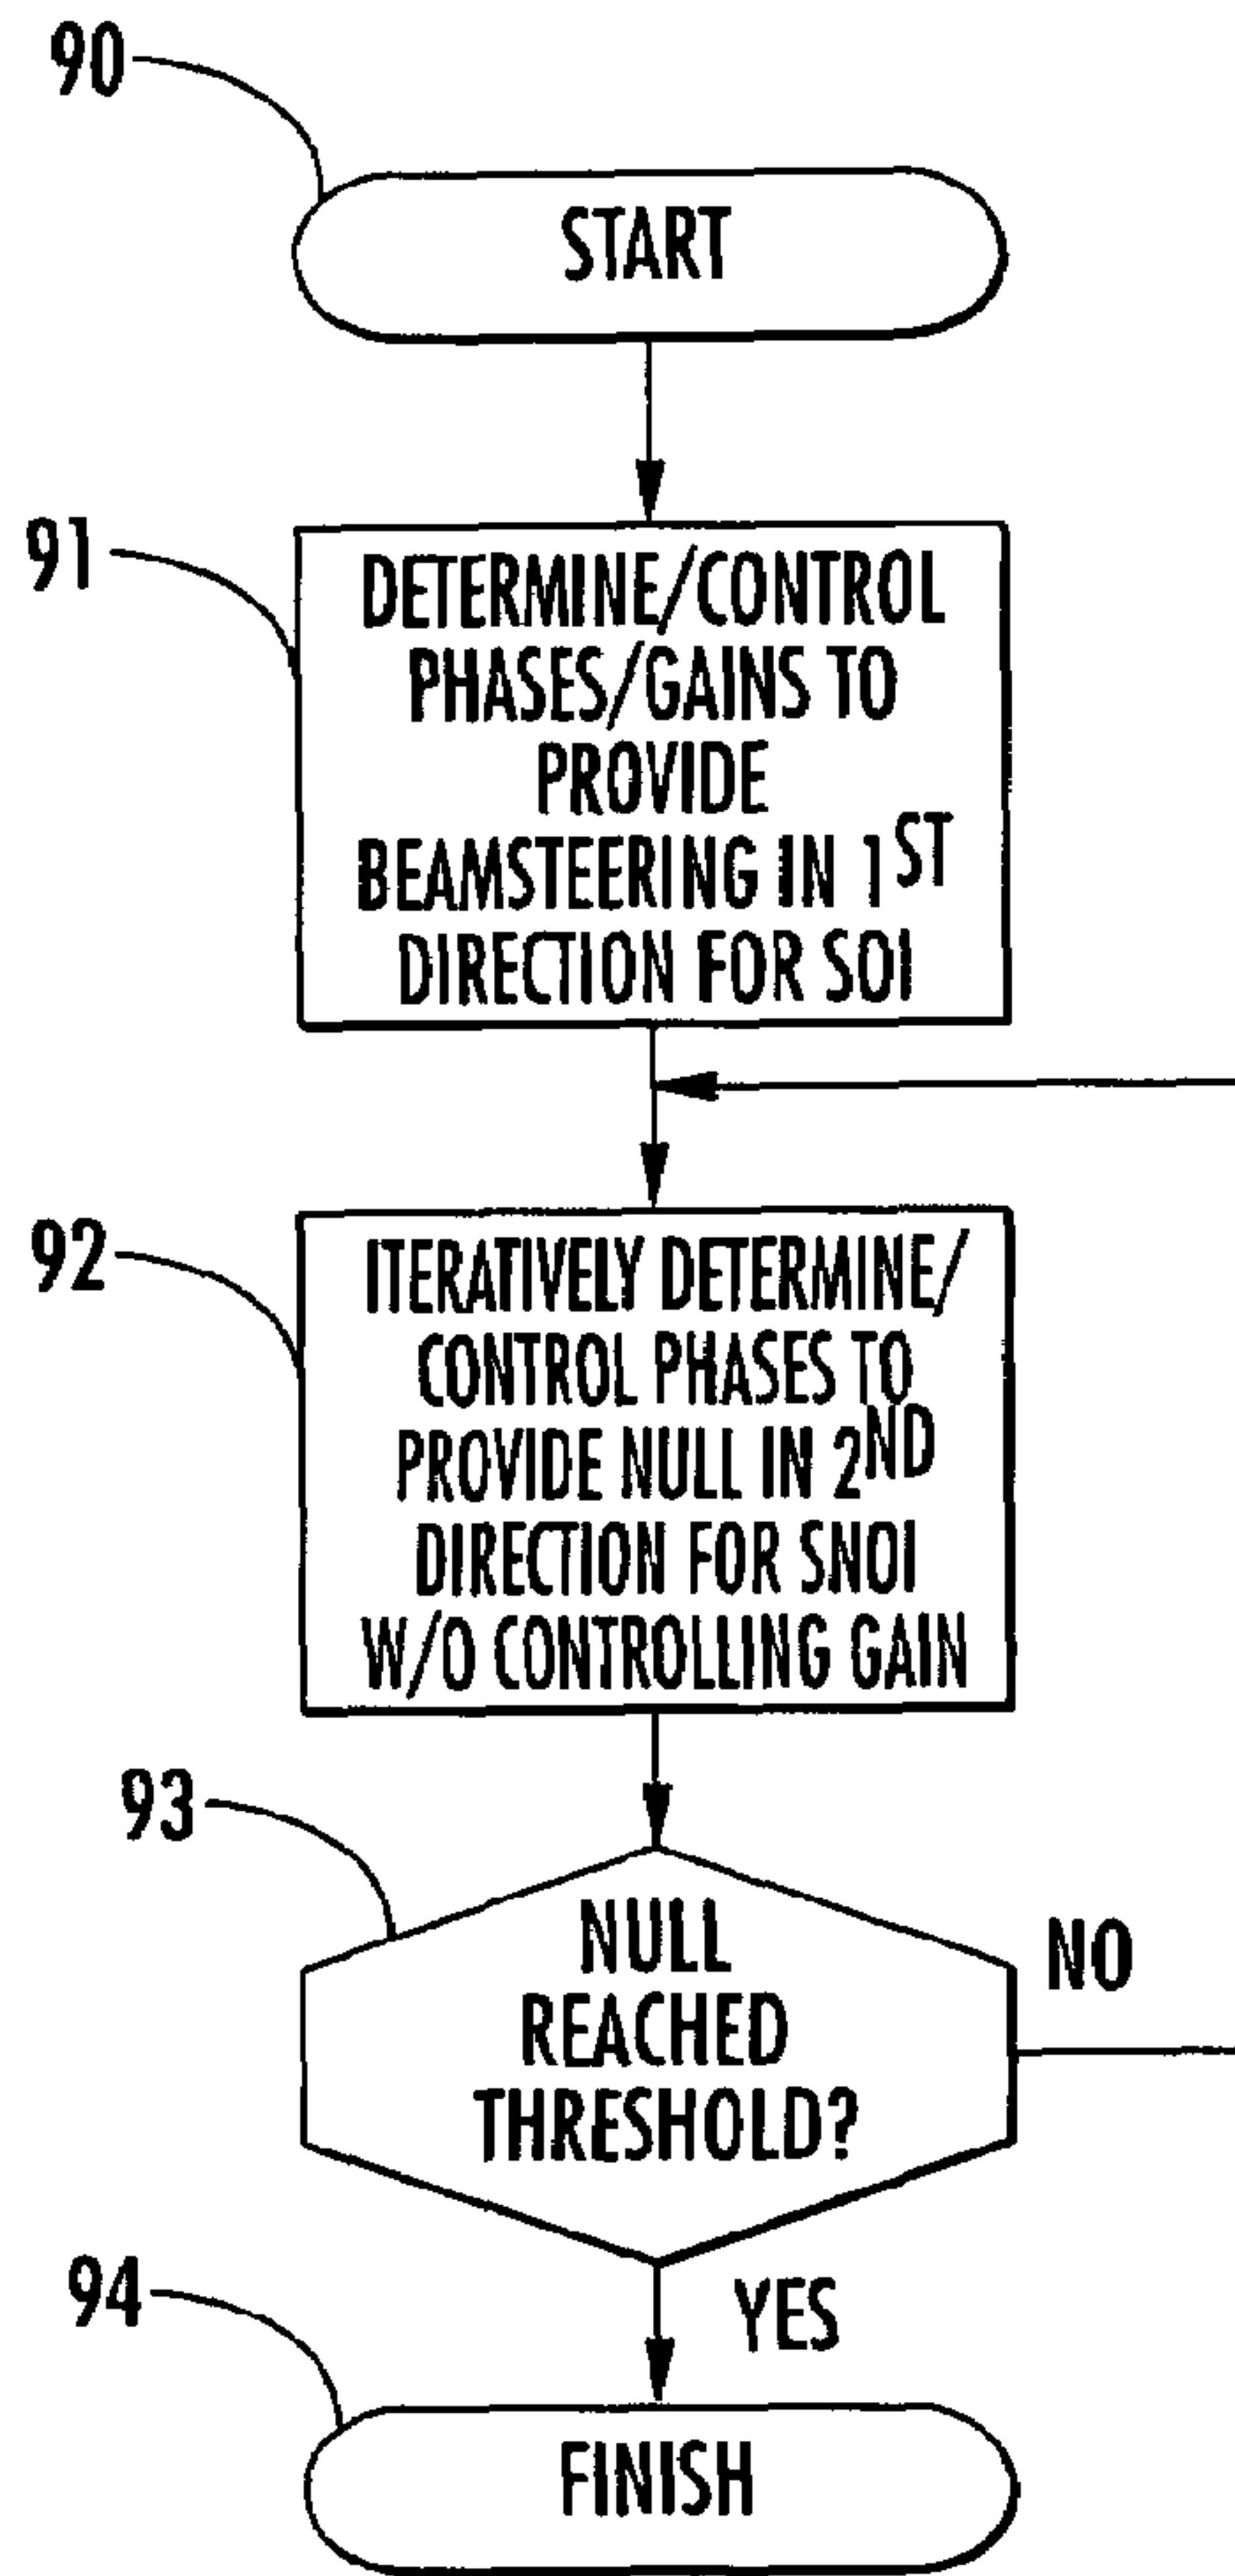 90
START
91
DETERMINE/CONTROL
PHASES/GAINS TO
PROVIDE
BEAMSTEERING IN 1ST
DIRECTION FOR SOI
92
ITERATIVELY DETERMINE/
CONTROL PHASES TO
PROVIDE NULL IN 2ND
DIRECTION FOR SNOI
W/O CONTROLLING GAIN
93
NULL
REACHED
THRESHOLD?
NO
94
YES
FINISH